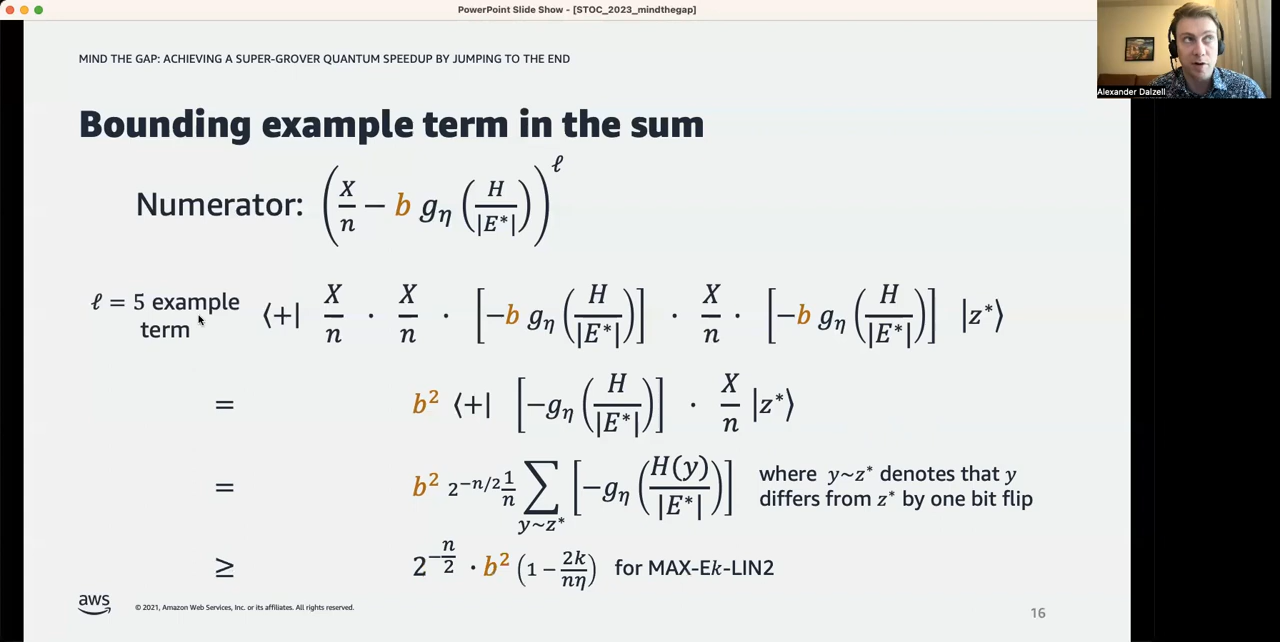 PowerPoint Slide Show - [STOC_2023_mindthegap]
Alexander Dalzell
MIND THE GAP: ACHIEVING A SUPER-GROVER QUANTUM SPEEDUP BY JUMPING TO THE END
Bounding example term in the sum
Numerator: (X/n − b g_η (H/|E*|))^ℓ
ℓ = 5 example
term
⟨+| X/n · X/n · [−b g_η (H/|E*|)] · X/n · [−b g_η (H/|E*|)] |z*⟩
= b² ⟨+| [−g_η (H/|E*|)] · X/n |z*⟩
= b² 2^{−n/2} 1/n ∑_{y~z*} [−g_η (H(y)/|E*|)] where y~z* denotes that y
differs from z* by one bit flip
≥ 2^{−n/2} · b² (1 − 2k/nη) for MAX-Ek-LIN2
aws
© 2021, Amazon Web Services, Inc. or its affiliates. All rights reserved.
16